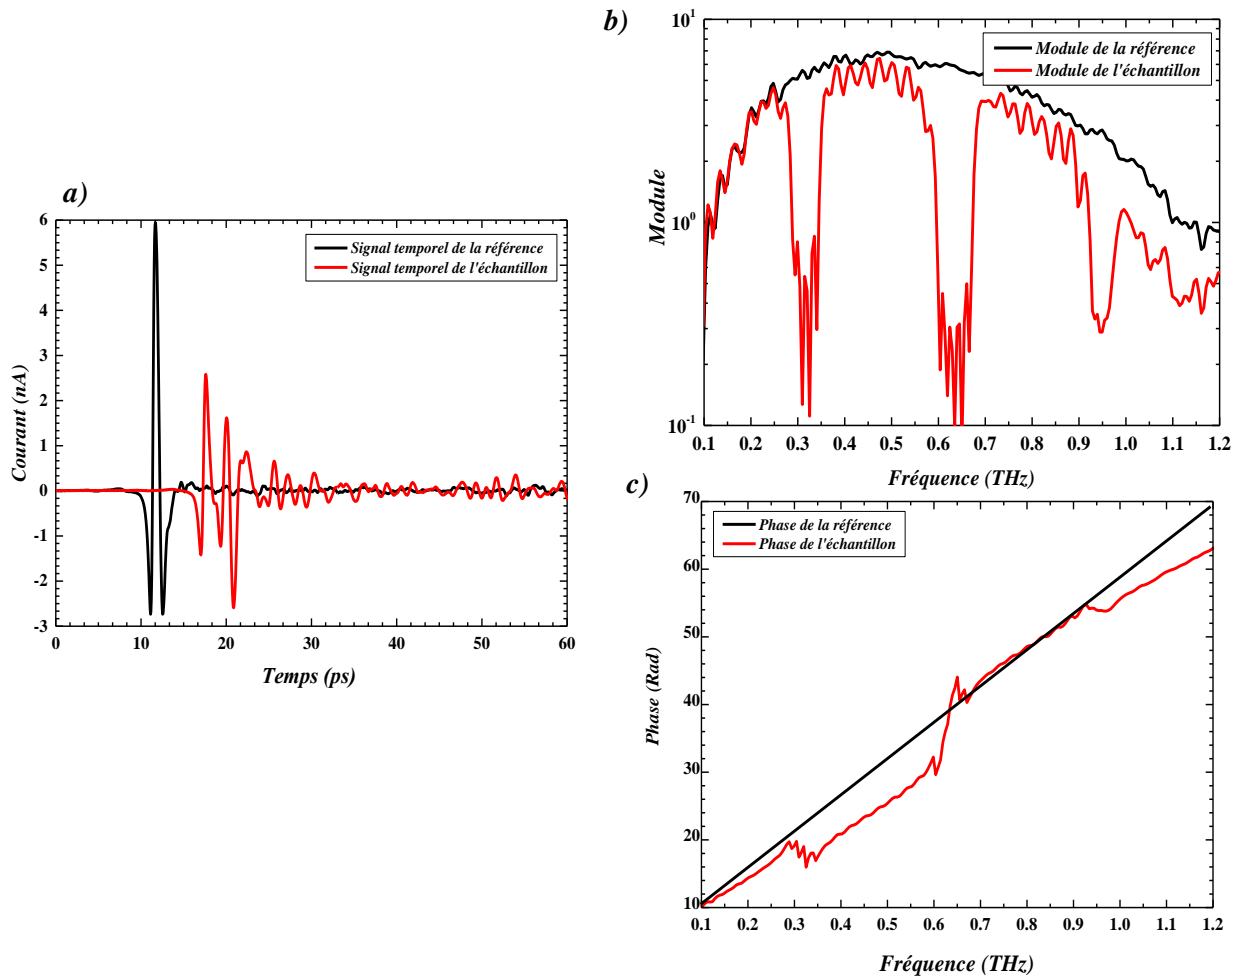 a)
6
5
4
3
2
1
0
-1
-2
-3
0 10 20 30 40 50 60
Courant (nA)
Temps (ps)
Signal temporel de la référence
Signal temporel de l'échantillon
b)
10^1
10^0
10^-1
0.1 0.2 0.3 0.4 0.5 0.6 0.7 0.8 0.9 1.0 1.1 1.2
Module
Fréquence (THz)
Module de la référence
Module de l'échantillon
c)
70
60
50
40
30
20
10
0.1 0.2 0.3 0.4 0.5 0.6 0.7 0.8 0.9 1.0 1.1 1.2
Phase (Rad)
Fréquence (THz)
Phase de la référence
Phase de l'échantillon